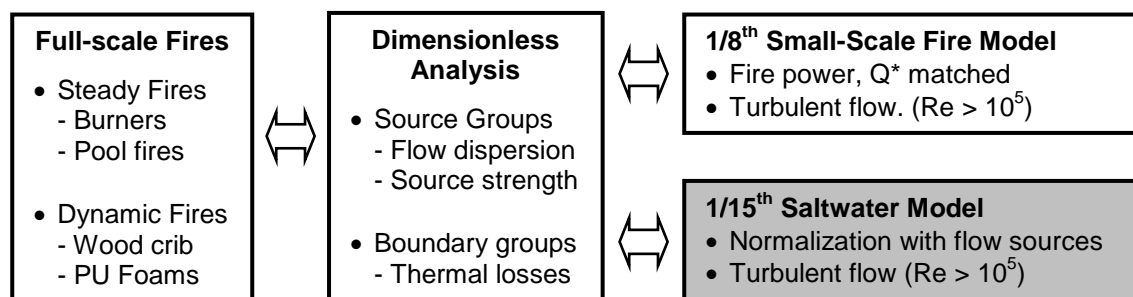 Full-scale Fires
• Steady Fires
- Burners
- Pool fires
• Dynamic Fires
- Wood crib
- PU Foams
Dimensionless
Analysis
• Source Groups
- Flow dispersion
- Source strength
• Boundary groups
- Thermal losses
1/8th Small-Scale Fire Model
• Fire power, Q* matched
• Turbulent flow. (Re > 10^5)
1/15th Saltwater Model
• Normalization with flow sources
• Turbulent flow (Re > 10^5)